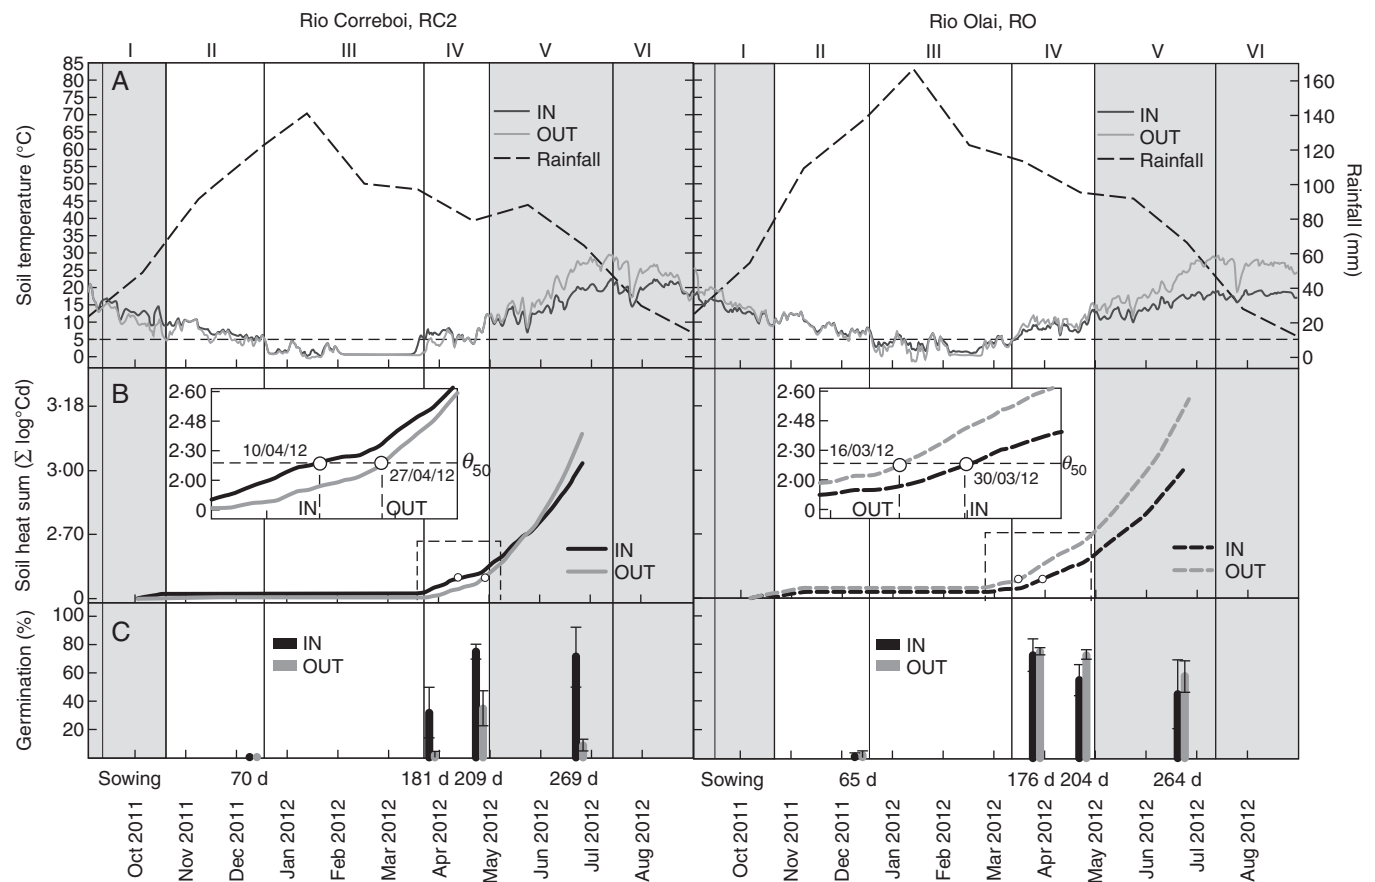 Rio Correboi, RC2
Rio Olai, RO
I II III IV V VI
I II III IV V VI
A
Soil temperature (°C)
85
80
75
70
65
60
55
50
45
40
35
30
25
20
15
10
5
0
IN
OUT
Rainfall
IN
OUT
Rainfall
160
140
120
100
80
60
40
20
0
Rainfall (mm)
B
Soil heat sum (Σ log°Cd)
3·18
3·00
2·70
0
2·60
2·48
2·30
2·00
0
10/04/12
27/04/12
θ50
IN
OUT
IN
OUT
2·60
2·48
2·30
2·00
0
16/03/12
30/03/12
θ50
OUT
IN
IN
OUT
C
Germination (%)
100
80
60
40
20
IN
OUT
IN
OUT
Sowing 70 d 181 d 209 d 269 d
Sowing 65 d 176 d 204 d 264 d
Oct 2011
Nov 2011
Dec 2011
Jan 2012
Feb 2012
Mar 2012
Apr 2012
May 2012
Jun 2012
Jul 2012
Aug 2012
Oct 2011
Nov 2011
Dec 2011
Jan 2012
Feb 2012
Mar 2012
Apr 2012
May 2012
Jun 2012
Jul 2012
Aug 2012